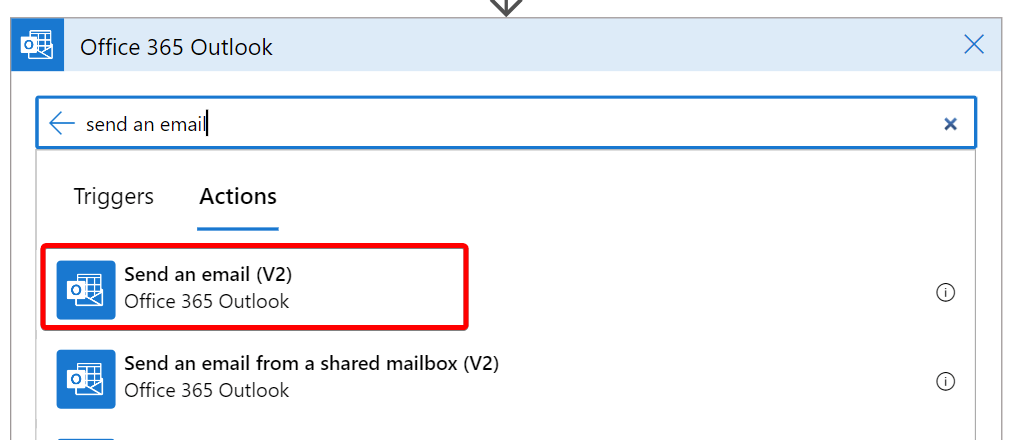 Office 365 Outlook
send an email
Triggers Actions
Send an email (V2)
Office 365 Outlook
Send an email from a shared mailbox (V2)
Office 365 Outlook